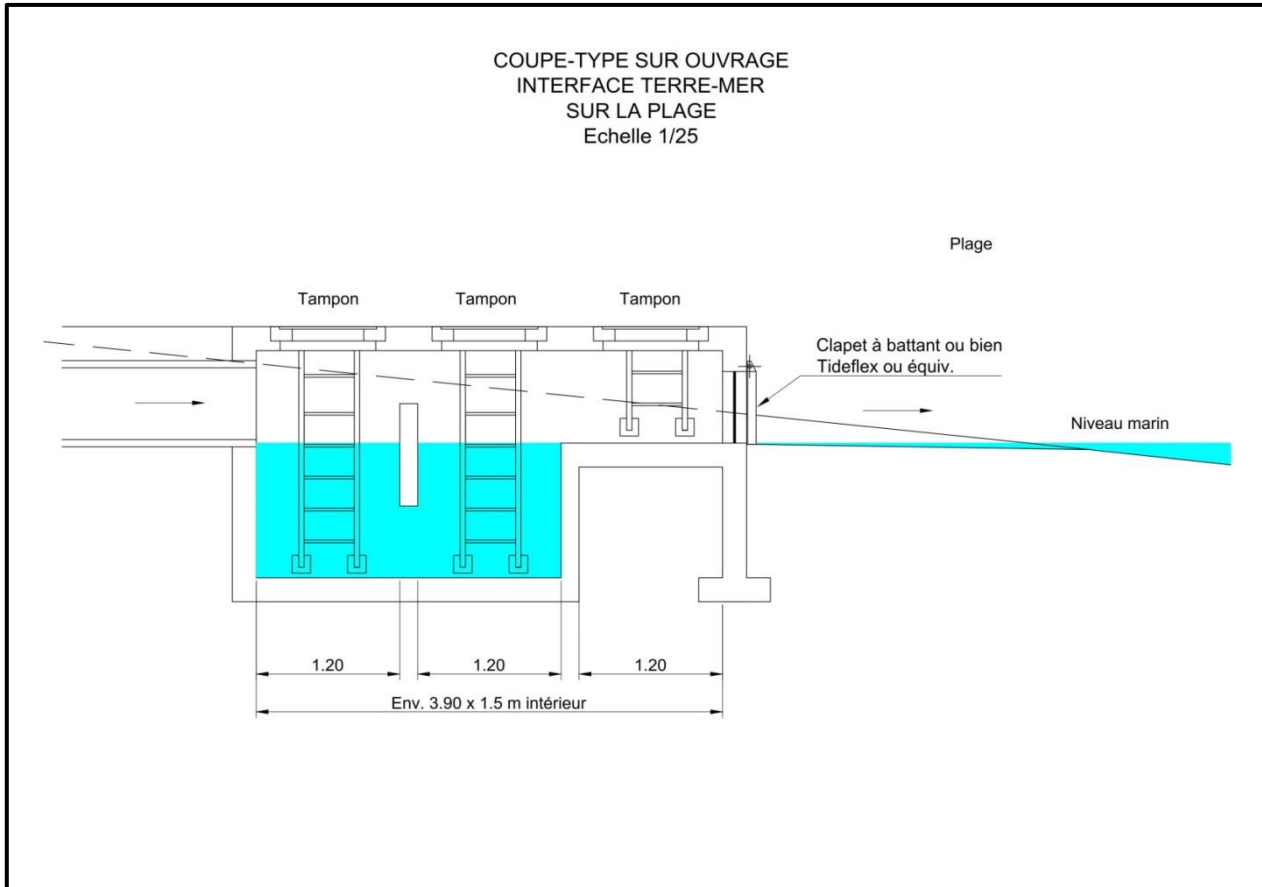 COUPE-TYPE SUR OUVRAGE
INTERFACE TERRE-MER
SUR LA PLAGE
Echelle 1/25
Plage
Tampon
Tampon
Tampon
Clapet à battant ou bien
Tideflex ou équiv.
Niveau marin
1.20
1.20
1.20
Env. 3.90 x 1.5 m intérieur